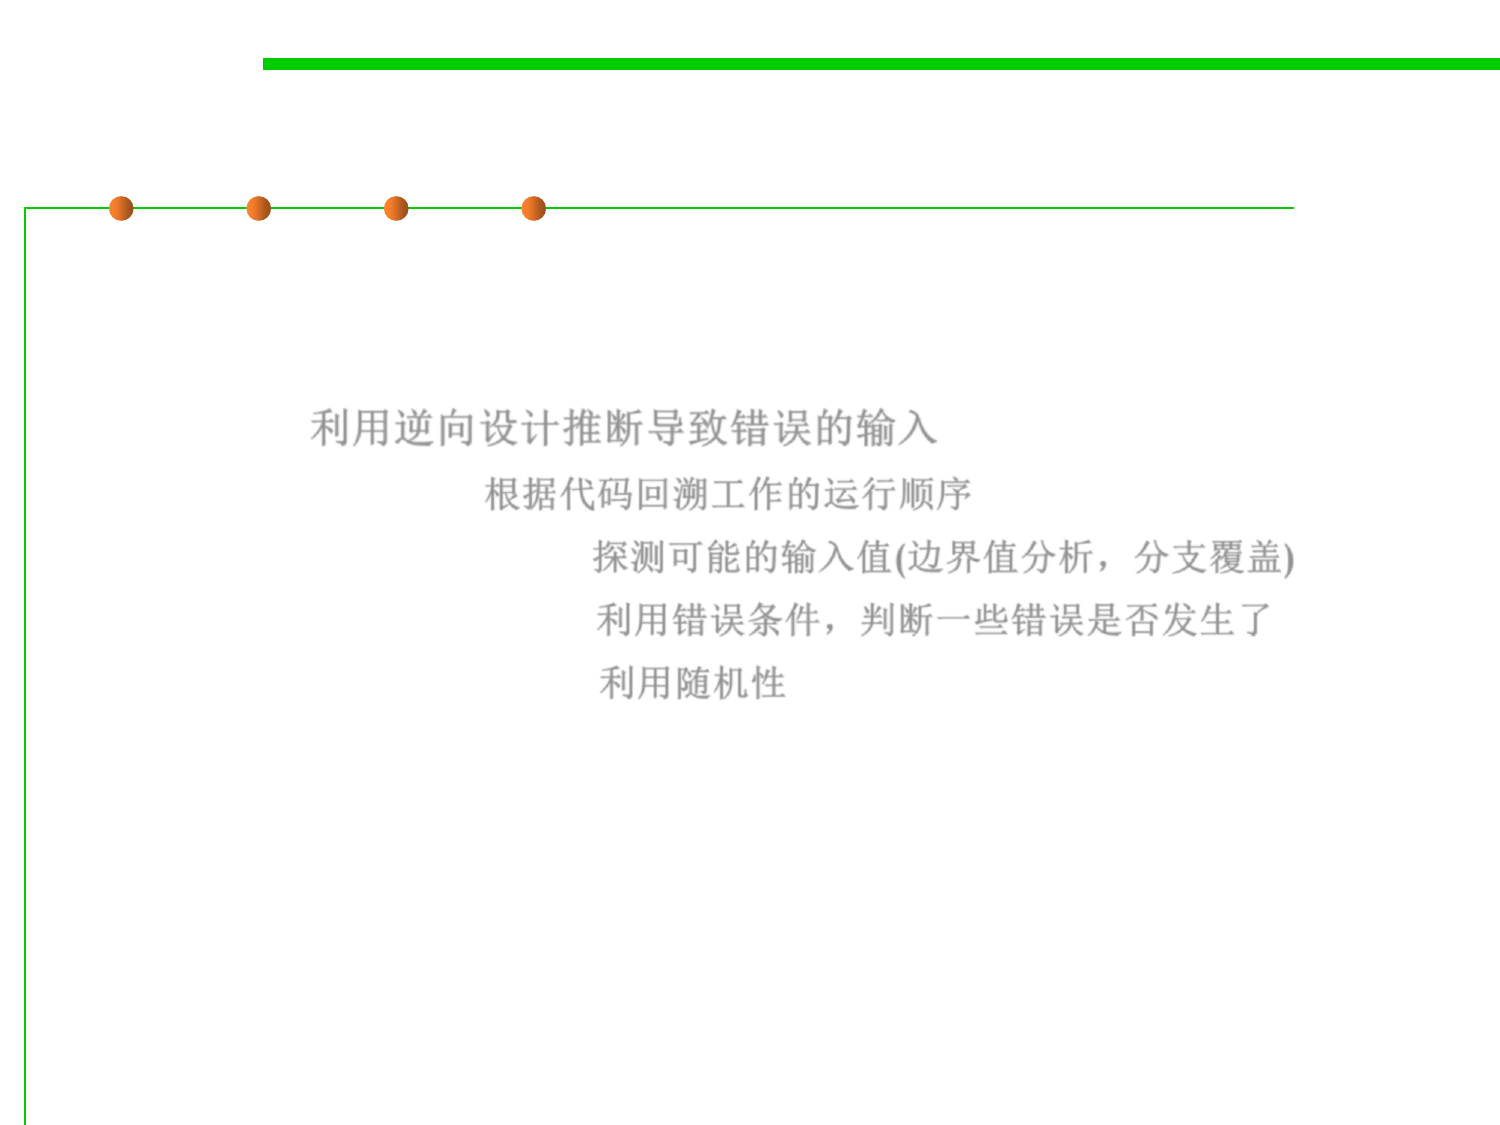 利用逆向设计推断导致错误的输入
根据代码回溯工作的运行顺序
探测可能的输入值(边界值分析，分支覆盖)
利用错误条件，判断一些错误是否发生了
利用随机性